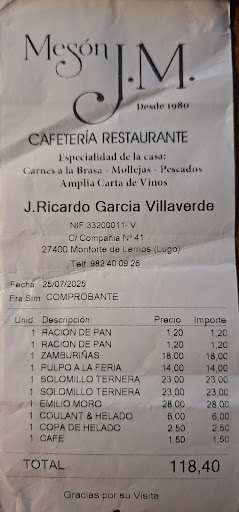 Mesón
J.M.
Desde 1980
CAFETERÍA RESTAURANTE
Especialidad de la casa:
Carnes a la Brasa - Mollejas - Pescados
Amplia Carta de Vinos
J.Ricardo Garcia Villaverde
NIF:33200011-V
C/ Compañia Nº 41
27400 Monforte de Lemos (Lugo)
Telf: 982 40 09 26
Fecha: 25/07/2025
Fra Sim: COMPROBANTE
Unid. Descripción Precio Importe
1 RACION DE PAN 1,20 1,20
1 RACION DE PAN 1,20 1,20
1 ZAMBURIÑAS 18,00 18,00
1 PULPO A LA FERIA 14,00 14,00
1 SOLOMILLO TERNERA 23,00 23,00
1 SOLOMILLO TERNERA 23,00 23,00
1 EMILIO MORO 28,00 28,00
1 COULANT & HELADO 6,00 6,00
1 COPA DE HELADO 2,50 2,50
1 CAFE 1,50 1,50
TOTAL 118,40
Gracias por su Visita